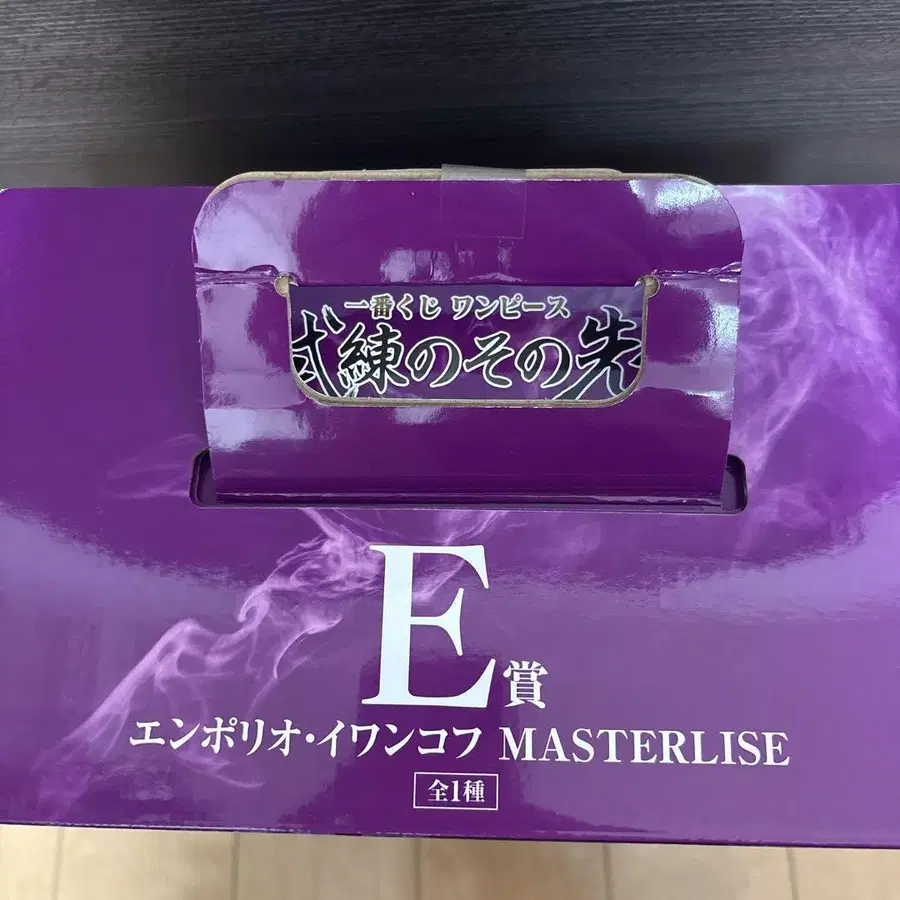 一番くじ ワンピース
試練のその先
E賞
エンポリオ・イワンコフ MASTERLISE
全1種